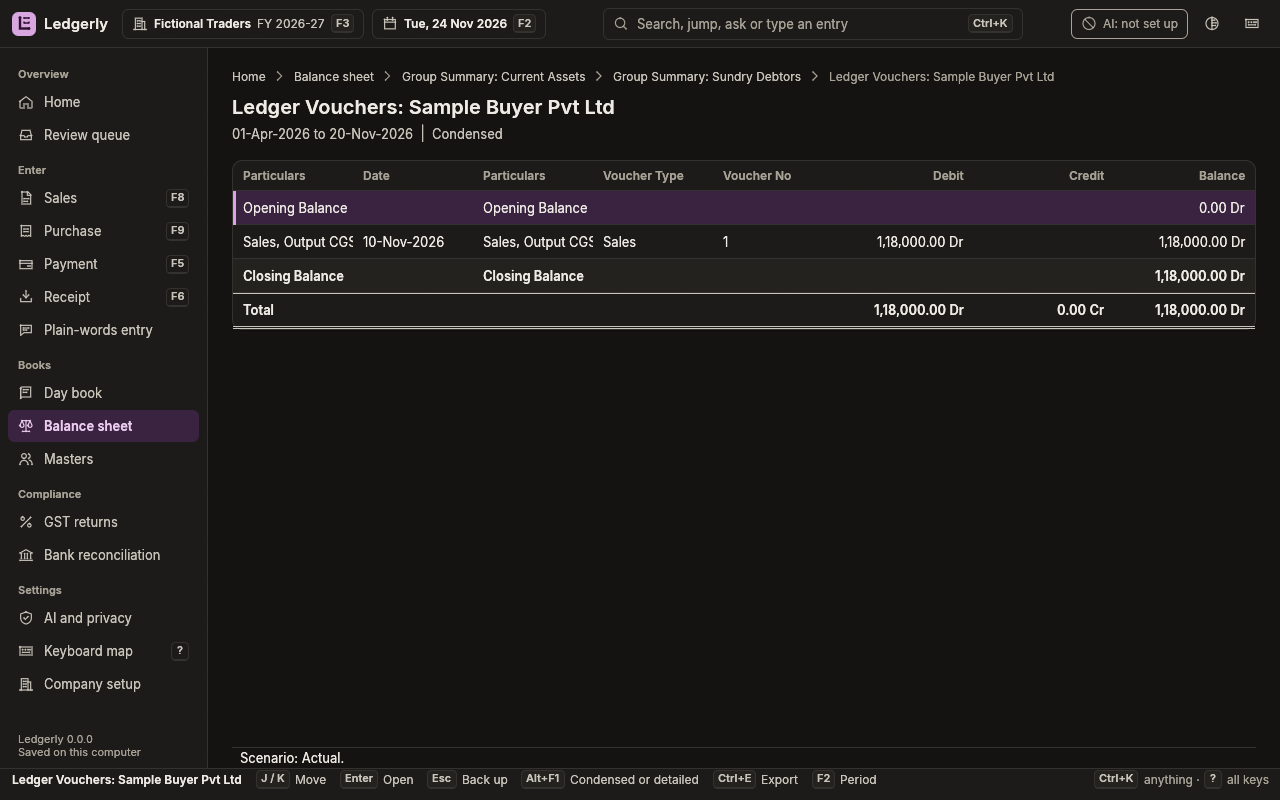 Ledgerly
Fictional Traders FY 2026-27 F3
Tue, 24 Nov 2026 F2
Search, jump, ask or type an entry Ctrl+K
AI: not set up
Overview
Home
Review queue
Enter
Sales F8
Purchase F9
Payment F5
Receipt F6
Plain-words entry
Books
Day book
Balance sheet
Masters
Compliance
GST returns
Bank reconciliation
Settings
AI and privacy
Keyboard map ?
Company setup
Ledgerly 0.0.0
Saved on this computer
Home > Balance sheet > Group Summary: Current Assets > Group Summary: Sundry Debtors > Ledger Vouchers: Sample Buyer Pvt Ltd
Ledger Vouchers: Sample Buyer Pvt Ltd
01-Apr-2026 to 20-Nov-2026 | Condensed
Particulars Date Particulars Voucher Type Voucher No Debit Credit Balance
Opening Balance Opening Balance 0.00 Dr
Sales, Output CGS 10-Nov-2026 Sales, Output CGS Sales 1 1,18,000.00 Dr 1,18,000.00 Dr
Closing Balance Closing Balance 1,18,000.00 Dr
Total 1,18,000.00 Dr 0.00 Cr 1,18,000.00 Dr
Scenario: Actual.
Ledger Vouchers: Sample Buyer Pvt Ltd J / K Move Enter Open Esc Back up Alt+F1 Condensed or detailed Ctrl+E Export F2 Period Ctrl+K anything · ? all keys